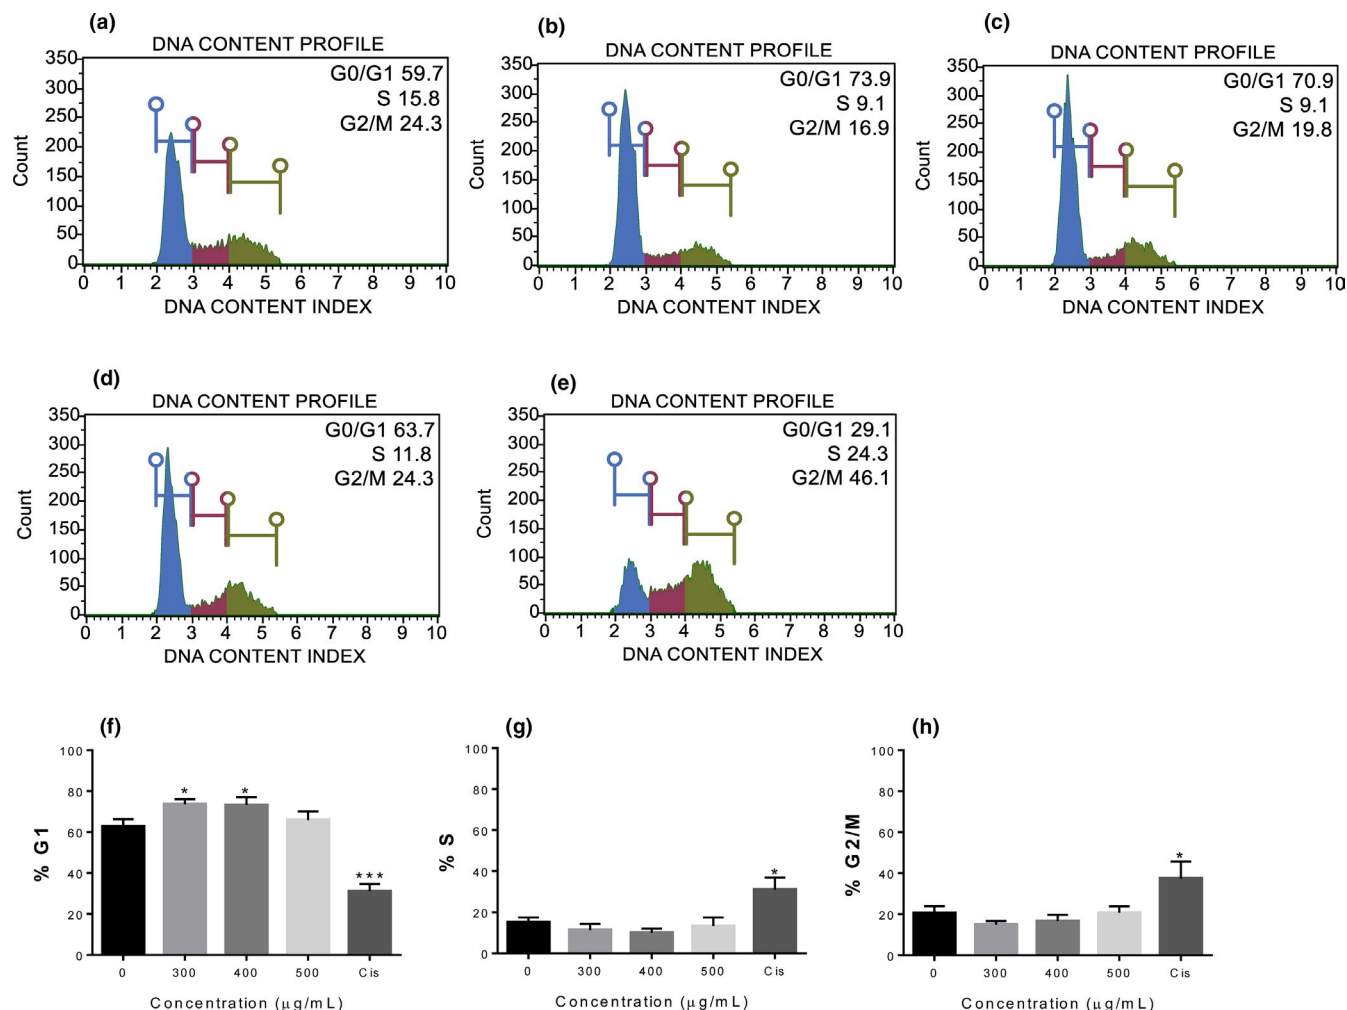 (a)
DNA CONTENT PROFILE
G0/G1 59.7
S 15.8
G2/M 24.3
350
300
250
200
150
100
50
0
Count
0 1 2 3 4 5 6 7 8 9 10
DNA CONTENT INDEX
(b)
DNA CONTENT PROFILE
G0/G1 73.9
S 9.1
G2/M 16.9
350
300
250
200
150
100
50
0
Count
0 1 2 3 4 5 6 7 8 9 10
DNA CONTENT INDEX
(c)
DNA CONTENT PROFILE
G0/G1 70.9
S 9.1
G2/M 19.8
350
300
250
200
150
100
50
0
Count
0 1 2 3 4 5 6 7 8 9 10
DNA CONTENT INDEX
(d)
DNA CONTENT PROFILE
G0/G1 63.7
S 11.8
G2/M 24.3
350
300
250
200
150
100
50
0
Count
0 1 2 3 4 5 6 7 8 9 10
DNA CONTENT INDEX
(e)
DNA CONTENT PROFILE
G0/G1 29.1
S 24.3
G2/M 46.1
350
300
250
200
150
100
50
0
Count
0 1 2 3 4 5 6 7 8 9 10
DNA CONTENT INDEX
(f)
100
80
60
40
20
0
% G1
* * ***
0 300 400 500 Cis
Concentration (μg/mL)
(g)
100
80
60
40
20
0
% S
*
0 300 400 500 Cis
Concentration (μg/mL)
(h)
100
80
60
40
20
0
% G2/M
*
0 300 400 500 Cis
Concentration (μg/mL)